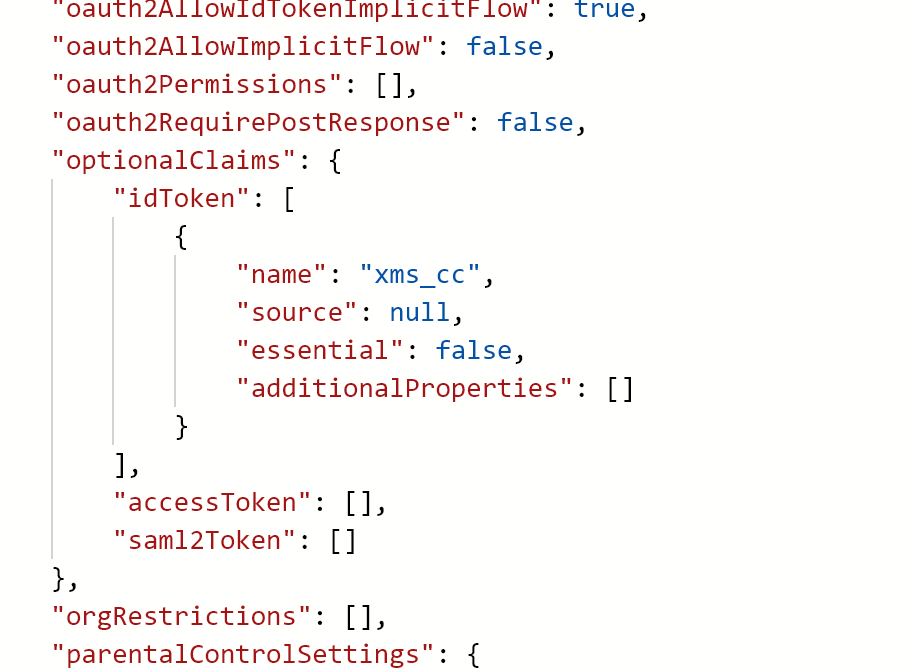 "oauth2AllowIdTokenImplicitFlow": true,
"oauth2AllowImplicitFlow": false,
"oauth2Permissions": [],
"oauth2RequirePostResponse": false,
"optionalClaims": {
"idToken": [
{
"name": "xms_cc",
"source": null,
"essential": false,
"additionalProperties": []
}
],
"accessToken": [],
"saml2Token": []
},
"orgRestrictions": [],
"parentalControlSettings": {